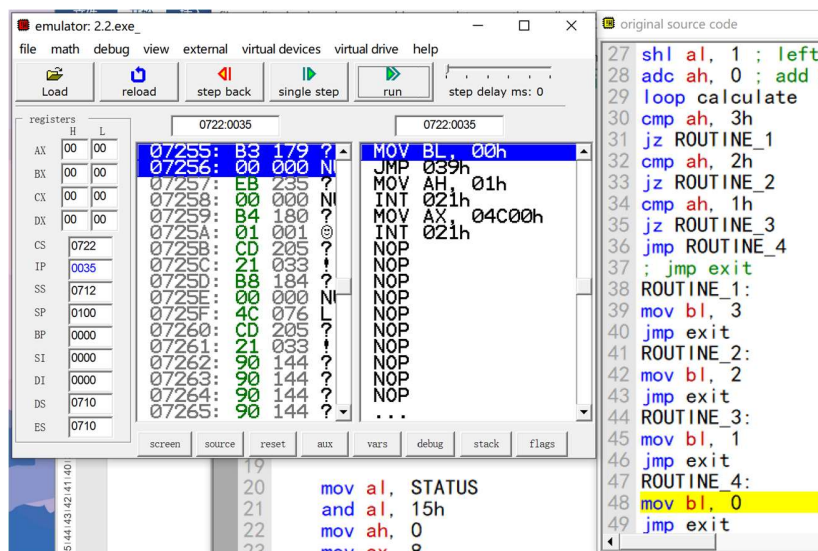 emulator: 2.2.exe_
file math debug view external virtual devices virtual drive help
Load reload step back single step run step delay ms: 0
registers
H L
AX 00 00
BX 00 00
CX 00 00
DX 00 00
CS 0722
IP 0035
SS 0712
SP 0100
BP 0000
SI 0000
DI 0000
DS 0710
ES 0710
0722:0035
07255: B3 179 ?
07256: 00 000 NU
07257: EB 235 ?
07258: 00 000 NU
07259: B4 180 ?
0725A: 01 001 ☺
0725B: CD 205 ?
0725C: 21 033 !
0725D: B8 184 ?
0725E: 00 000 NU
0725F: 4C 076 L
07260: CD 205 ?
07261: 21 033 !
07262: 90 144 ?
07263: 90 144 ?
07264: 90 144 ?
07265: 90 144 ?
0722:0035
MOV BL, 00h
JMP 039h
MOV AH, 01h
INT 021h
MOV AX, 04C00h
INT 021h
NOP
NOP
NOP
NOP
NOP
NOP
NOP
NOP
NOP
NOP
...
screen source reset aux vars debug stack flags
original source code
27 shl al, 1 ; left
28 adc ah, 0 ; add
29 loop calculate
30 cmp ah, 3h
31 jz ROUTINE_1
32 cmp ah, 2h
33 jz ROUTINE_2
34 cmp ah, 1h
35 jz ROUTINE_3
36 jmp ROUTINE_4
37 ; jmp exit
38 ROUTINE_1:
39 mov bl, 3
40 jmp exit
41 ROUTINE_2:
42 mov bl, 2
43 jmp exit
44 ROUTINE_3:
45 mov bl, 1
46 jmp exit
47 ROUTINE_4:
48 mov bl, 0
49 jmp exit
19
20 mov al, STATUS
21 and al, 15h
22 mov ah, 0